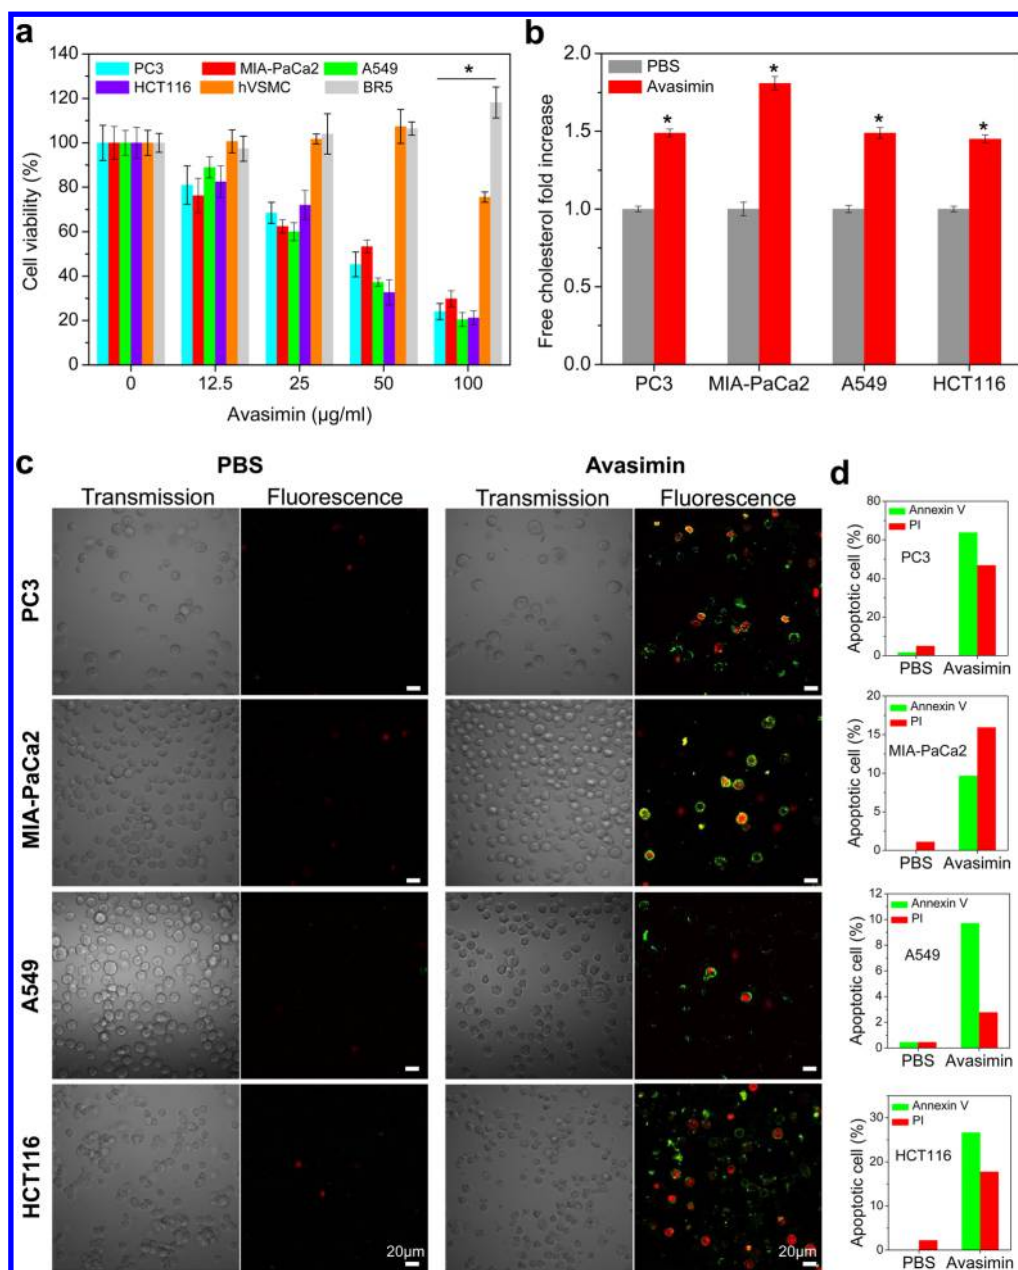 a
140
120
100
80
60
40
20
0
Cell viability (%)
PC3 MIA-PaCa2 A549
HCT116 hVSMC BR5
*
0 12.5 25 50 100
Avasimin (µg/ml)
b
2.0
1.5
1.0
0.5
0.0
Free cholesterol fold increase
PBS
Avasimin
* * * *
PC3 MIA-PaCa2 A549 HCT116
c
PBS Avasimin
Transmission Fluorescence Transmission Fluorescence
PC3
MIA-PaCa2
A549
HCT116
20µm 20µm
d
80
60
40
20
0
Apoptotic cell (%)
Annexin V
PI
PC3
PBS Avasimin
20
15
10
5
0
Apoptotic cell (%)
Annexin V
PI
MIA-PaCa2
PBS Avasimin
12
10
8
6
4
2
0
Apoptotic cell (%)
Annexin V
PI
A549
PBS Avasimin
30
20
10
0
Apoptotic cell (%)
Annexin V
PI
HCT116
PBS Avasimin